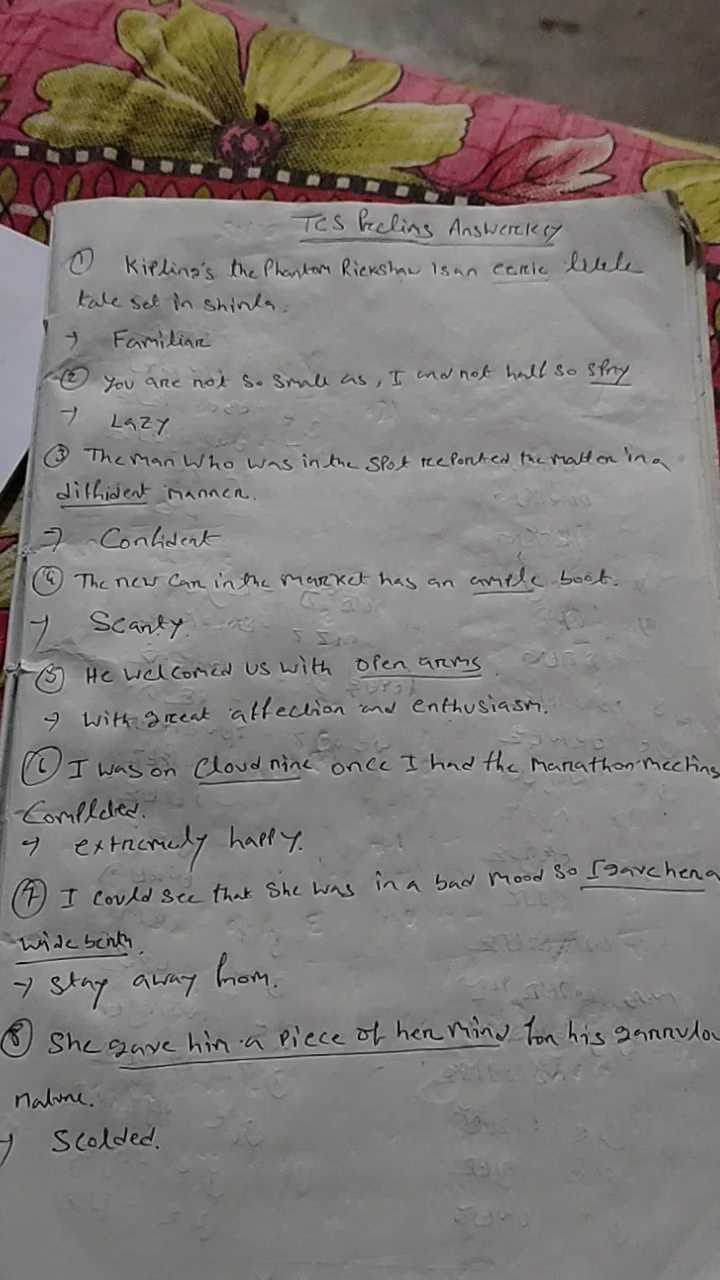 TCS Prelims Answerkey
① Kipling's the Phantom Rickshaw is an eerie little
tale set in shimla.
→ Familiar
② You are not so small as, I and not half so spry
→ Lazy
③ The man who was in the spot reported the matter in a
diffident manner.
→ Confident
④ The new Car in the market has an ample boot.
→ Scanty.
⑤ He welcomed us with open arms.
→ with great affection and enthusiasm.
⑥ I was on Cloud nine once I had the marathon meeting
Completed.
→ extremely happy.
⑦ I could see that she was in a bad mood so I gave her a
wide berth.
→ stay away from.
⑧ She gave him a piece of her mind for his garrulou
nature.
→ Scolded.